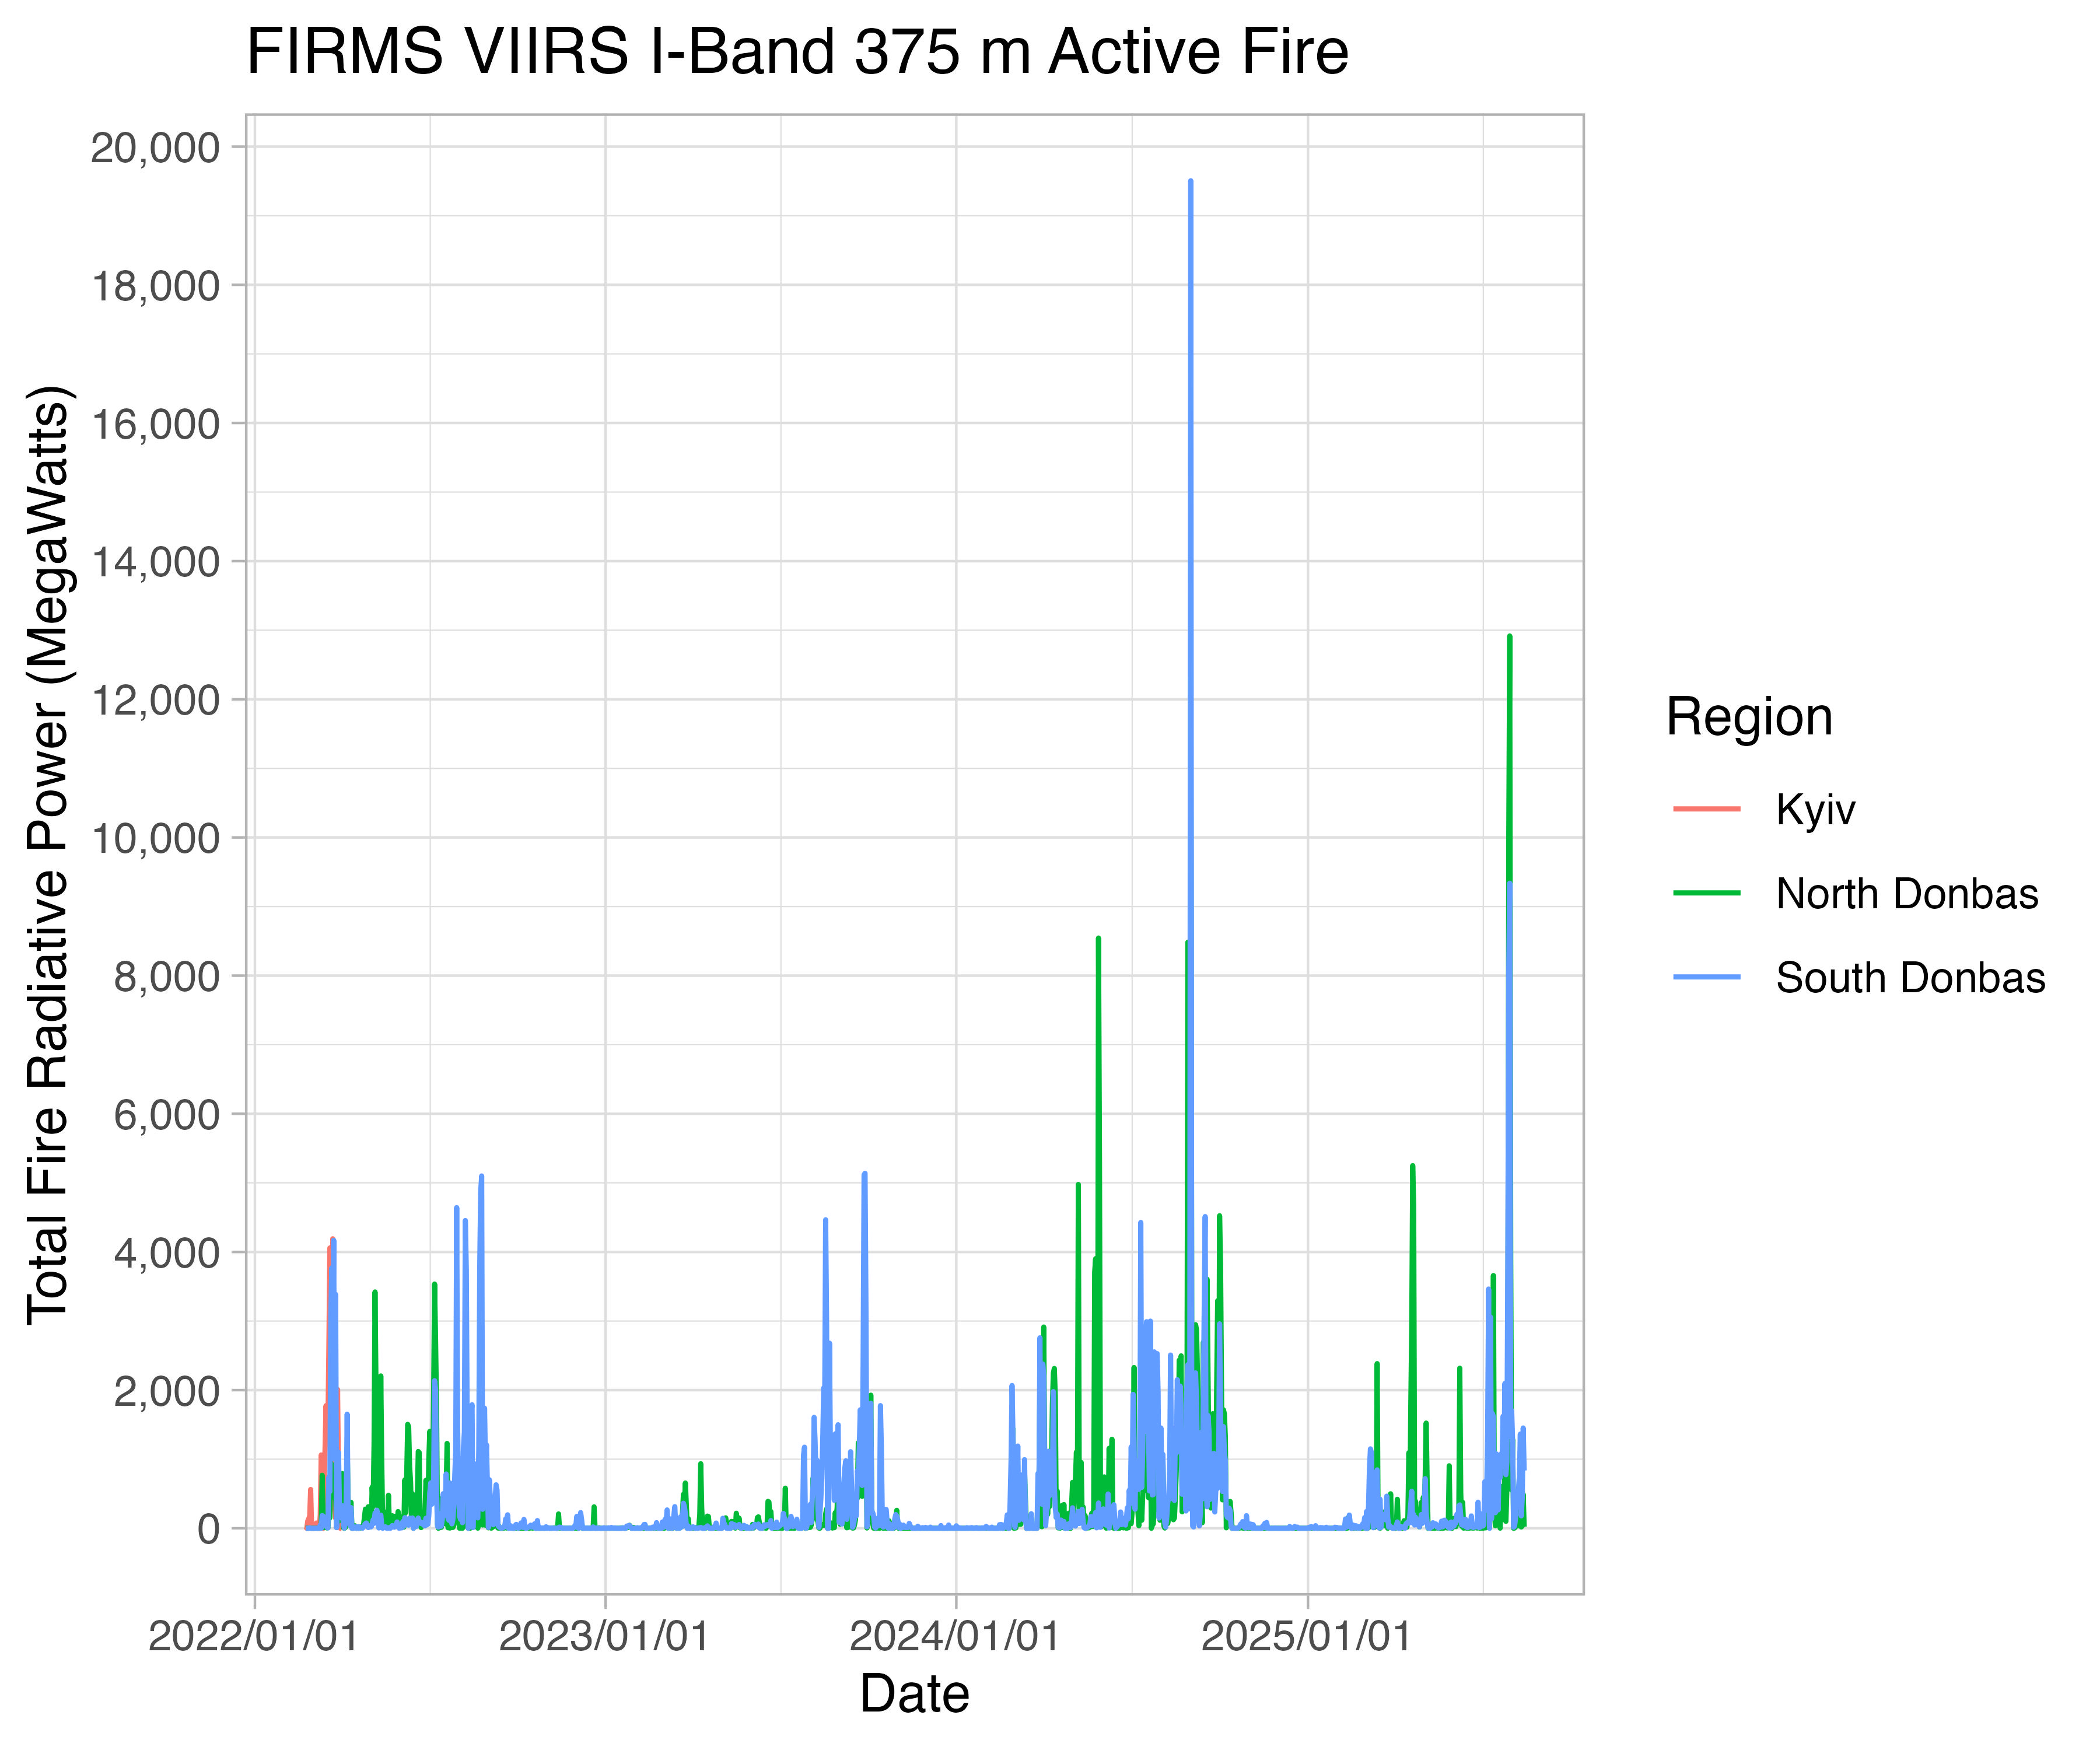 FIRMS VIIRS I-Band 375 m Active Fire
Total Fire Radiative Power (MegaWatts)
20,000
18,000
16,000
14,000
12,000
10,000
8,000
6,000
4,000
2,000
0
2022/01/01
2023/01/01
2024/01/01
2025/01/01
Date
Region
Kyiv
North Donbas
South Donbas